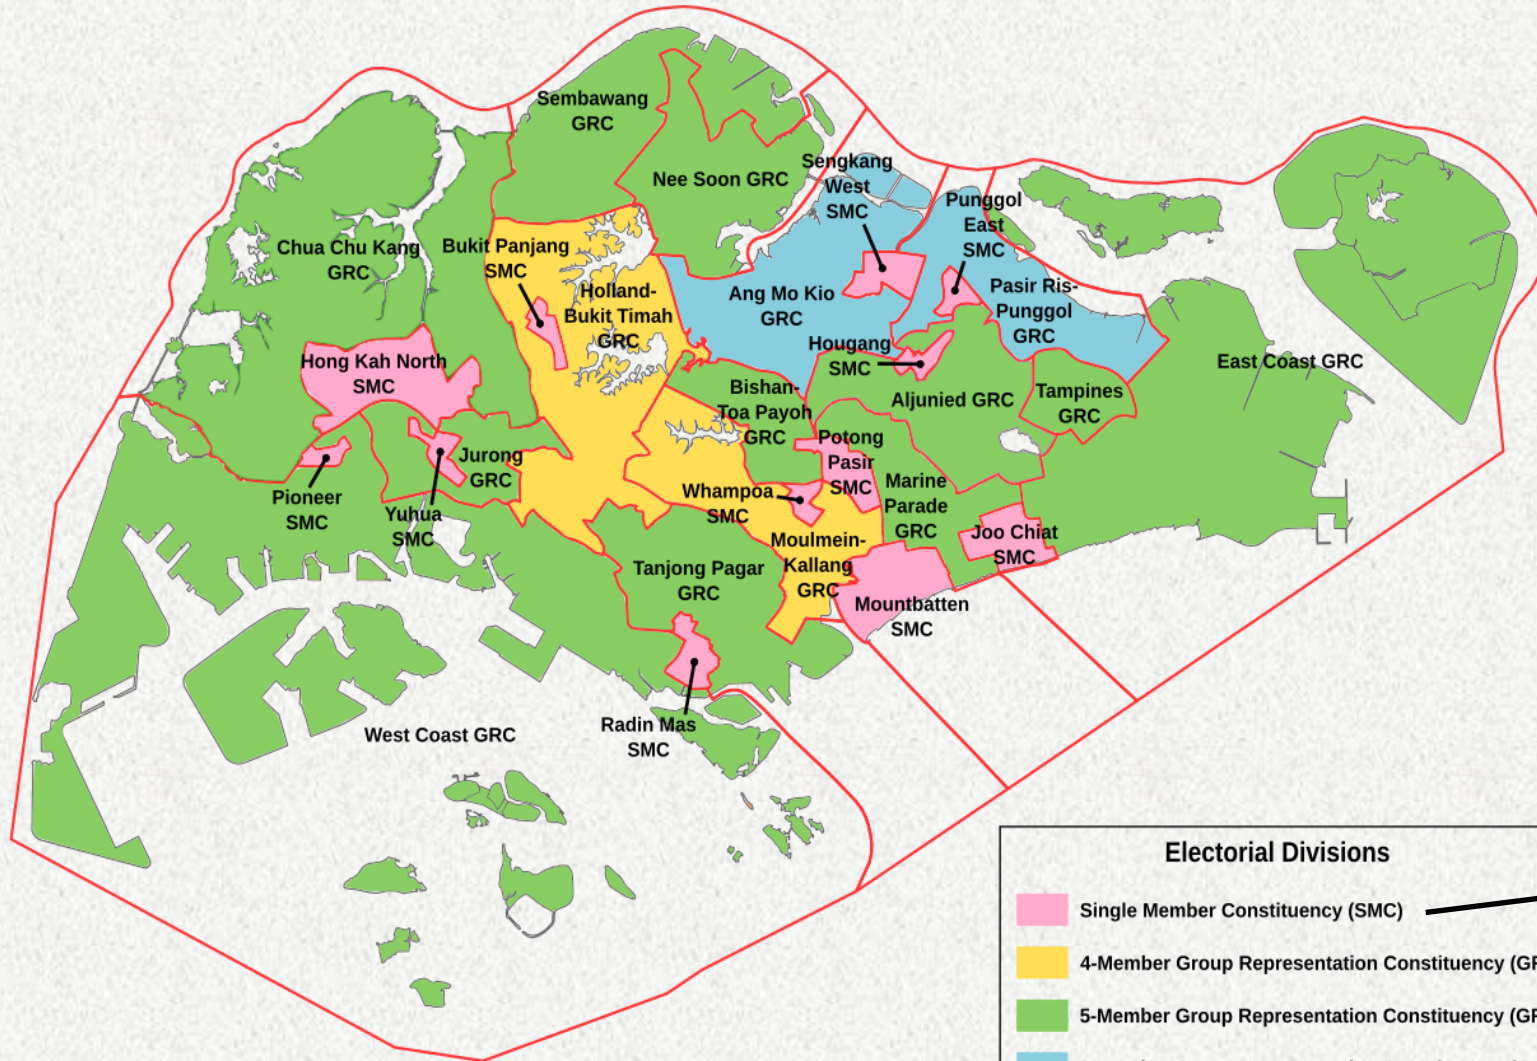 Sembawang
GRC
Nee Soon GRC
Sengkang
West
SMC
Punggol
East
SMC
Chua Chu Kang
GRC
Bukit Panjang
SMC
Holland-
Bukit Timah
GRC
Ang Mo Kio
GRC
Pasir Ris-
Punggol
GRC
Hougang
SMC
East Coast GRC
Hong Kah North
SMC
Bishan-
Toa Payoh
GRC
Aljunied GRC
Tampines
GRC
Potong
Pasir
SMC
Jurong
GRC
Marine
Parade
GRC
Pioneer
SMC
Yuhua
SMC
Whampoa
SMC
Moulmein-
Kallang
GRC
Joo Chiat
SMC
Tanjong Pagar
GRC
Mountbatten
SMC
West Coast GRC
Radin Mas
SMC
Electorial Divisions
Single Member Constituency (SMC)
4-Member Group Representation Constituency (GR
5-Member Group Representation Constituency (GR